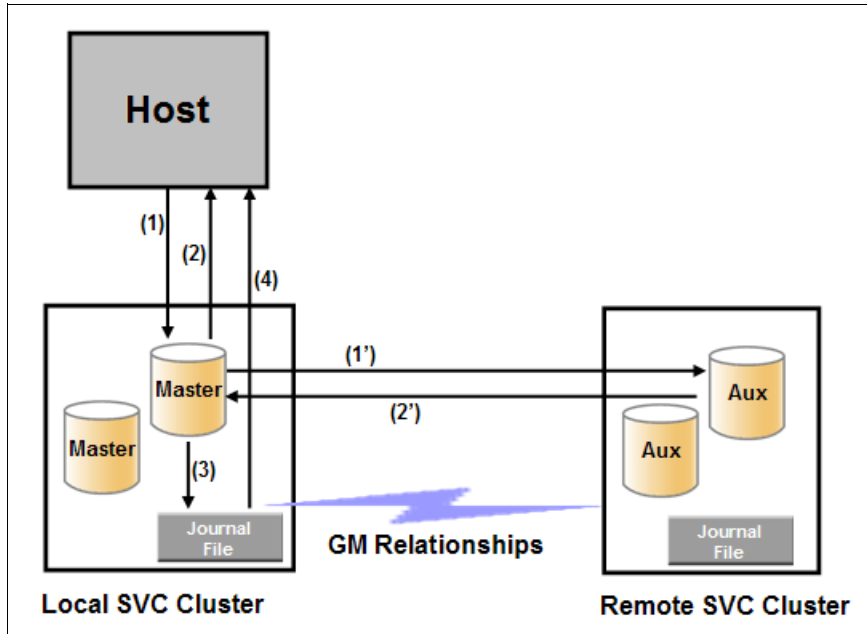 Host
(1)
(2)
(4)
(1’)
Master
Aux
(2’)
Master
Aux
(3)
Journal
File
GM Relationships
Journal
File
Local SVC Cluster
Remote SVC Cluster